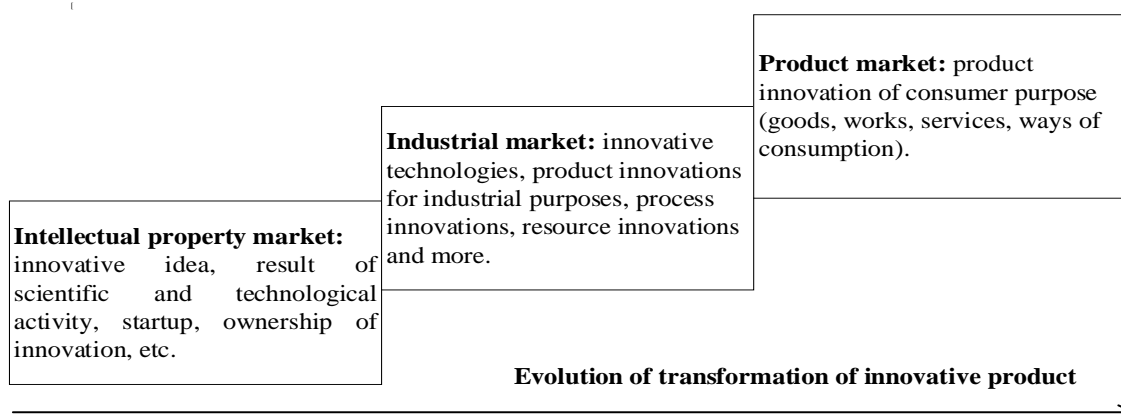 Product market: product
innovation of consumer purpose
(goods, works, services, ways of
consumption).
Industrial market: innovative
technologies, product innovations
for industrial purposes, process
innovations, resource innovations
and more.
Intellectual property market:
innovative idea, result of
scientific and technological
activity, startup, ownership of
innovation, etc.
Evolution of transformation of innovative product